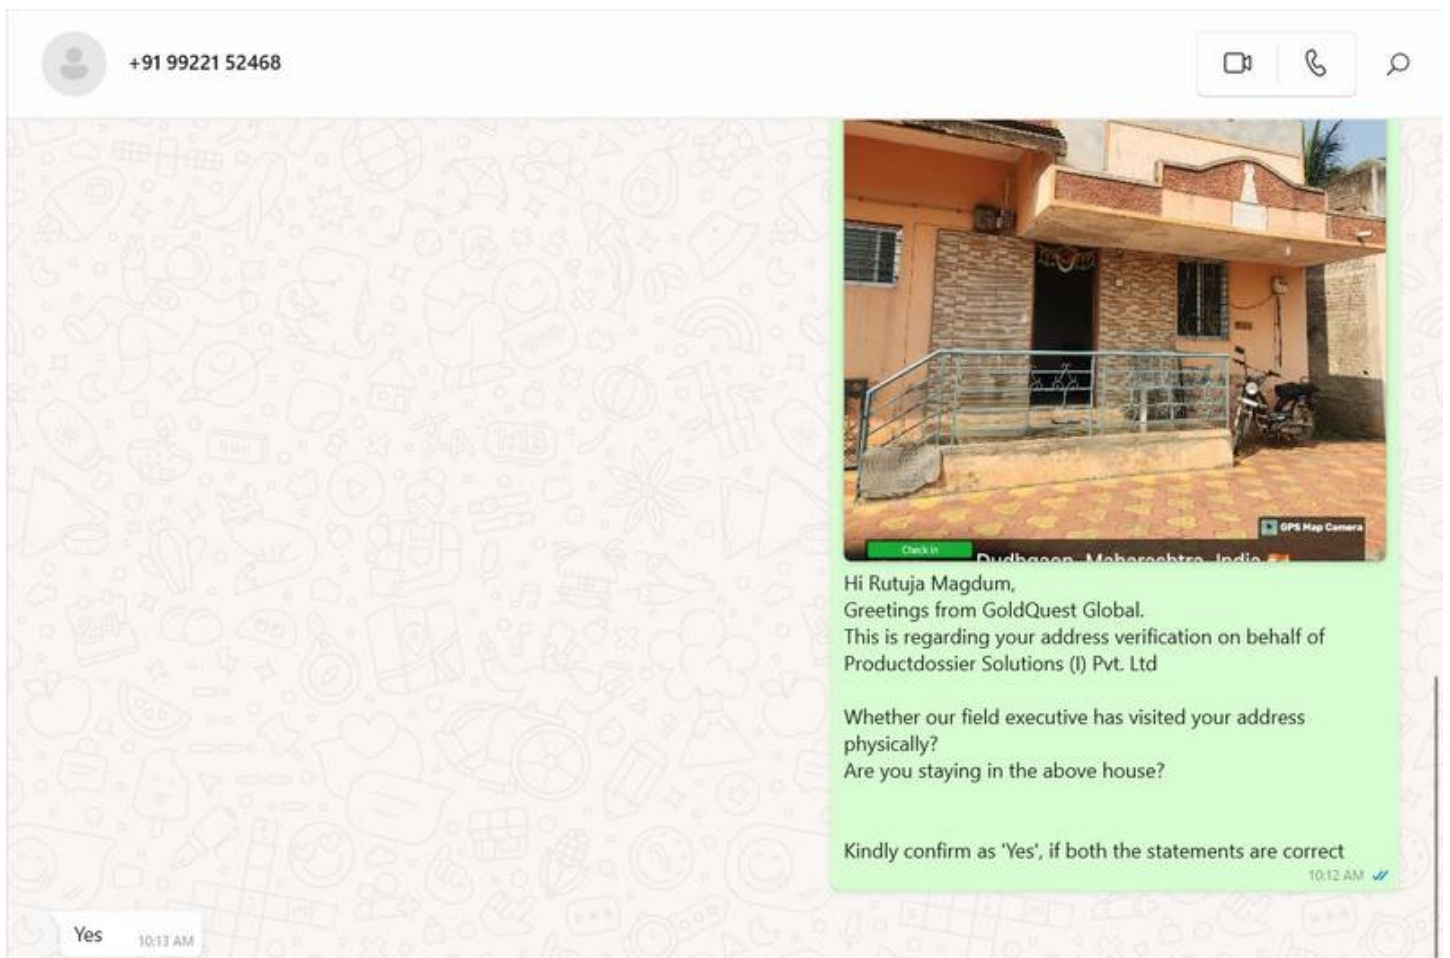 +91 99221 52468
GPS Map Camera
Check in
Dudhgaon, Maharashtra, India
Hi Rutuja Magdum,
Greetings from GoldQuest Global.
This is regarding your address verification on behalf of
Productdossier Solutions (I) Pvt. Ltd
Whether our field executive has visited your address
physically?
Are you staying in the above house?
Kindly confirm as 'Yes', if both the statements are correct
10:12 AM
Yes
10:13 AM